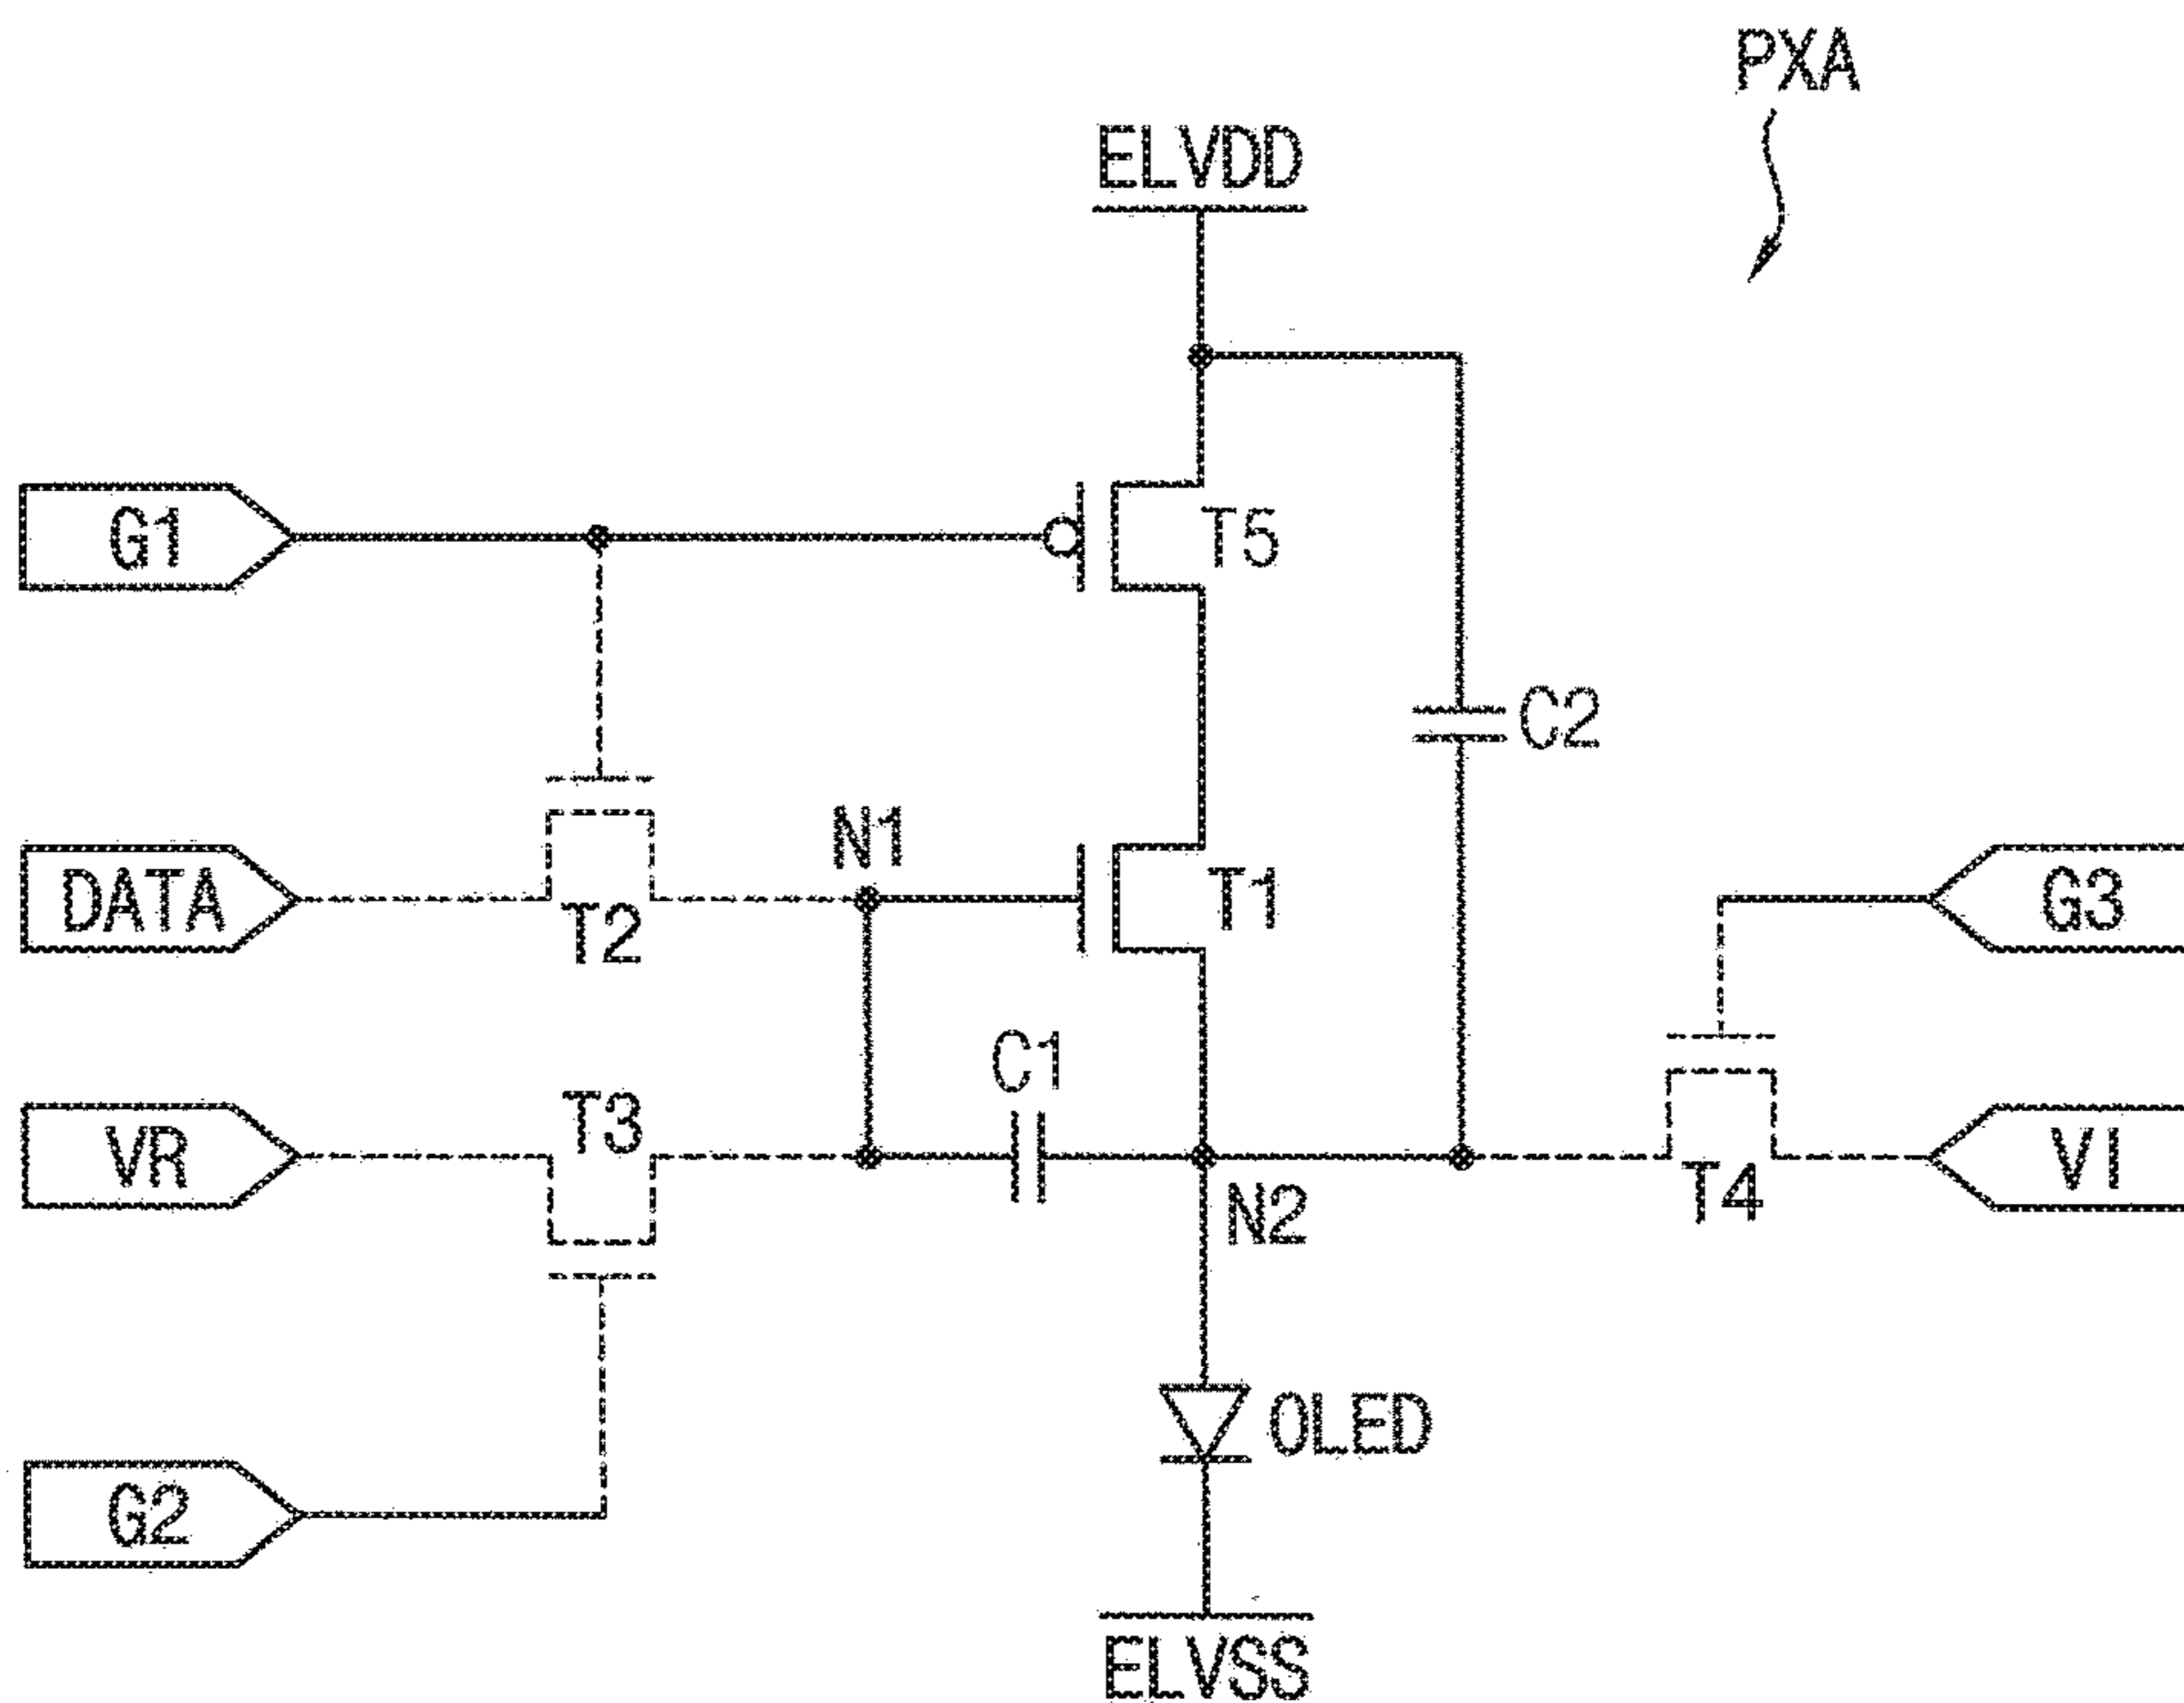 PXA
ELVDD
G1
T5
C2
N1
DATA
T2
T1
G3
C1
VR
T3
N2
T4
VI
OLED
G2
ELVSS